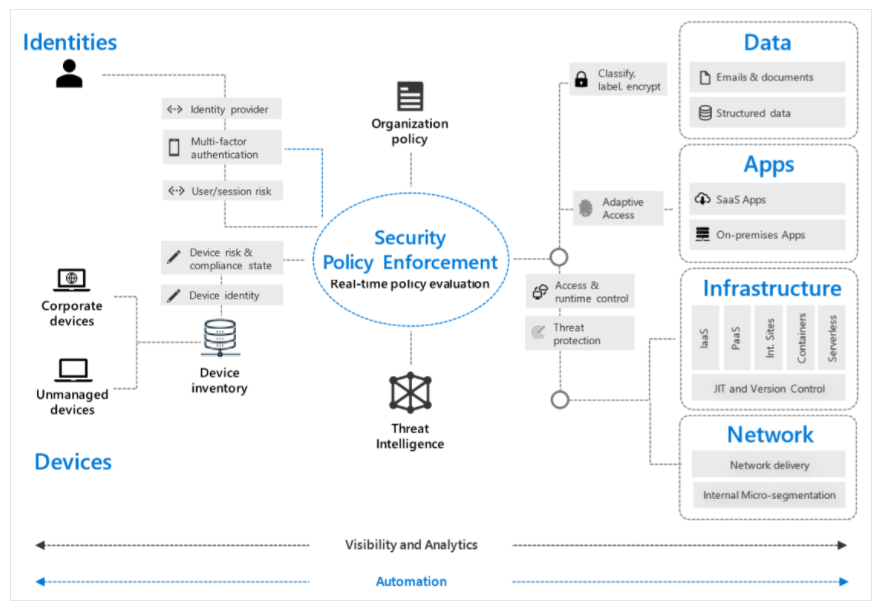 Identities
Identity provider
Multi-factor
authentication
User/session risk
Device risk &
compliance state
Device identity
Corporate
devices
Unmanaged
devices
Device
inventory
Devices
Organization
policy
Security
Policy Enforcement
Real-time policy evaluation
Threat
Intelligence
Classify,
label, encrypt
Adaptive
Access
Access &
runtime control
Threat
protection
Data
Emails & documents
Structured data
Apps
SaaS Apps
On-premises Apps
Infrastructure
IaaS
PaaS
Int. Sites
Containers
Serverless
JIT and Version Control
Network
Network delivery
Internal Micro-segmentation
Visibility and Analytics
Automation